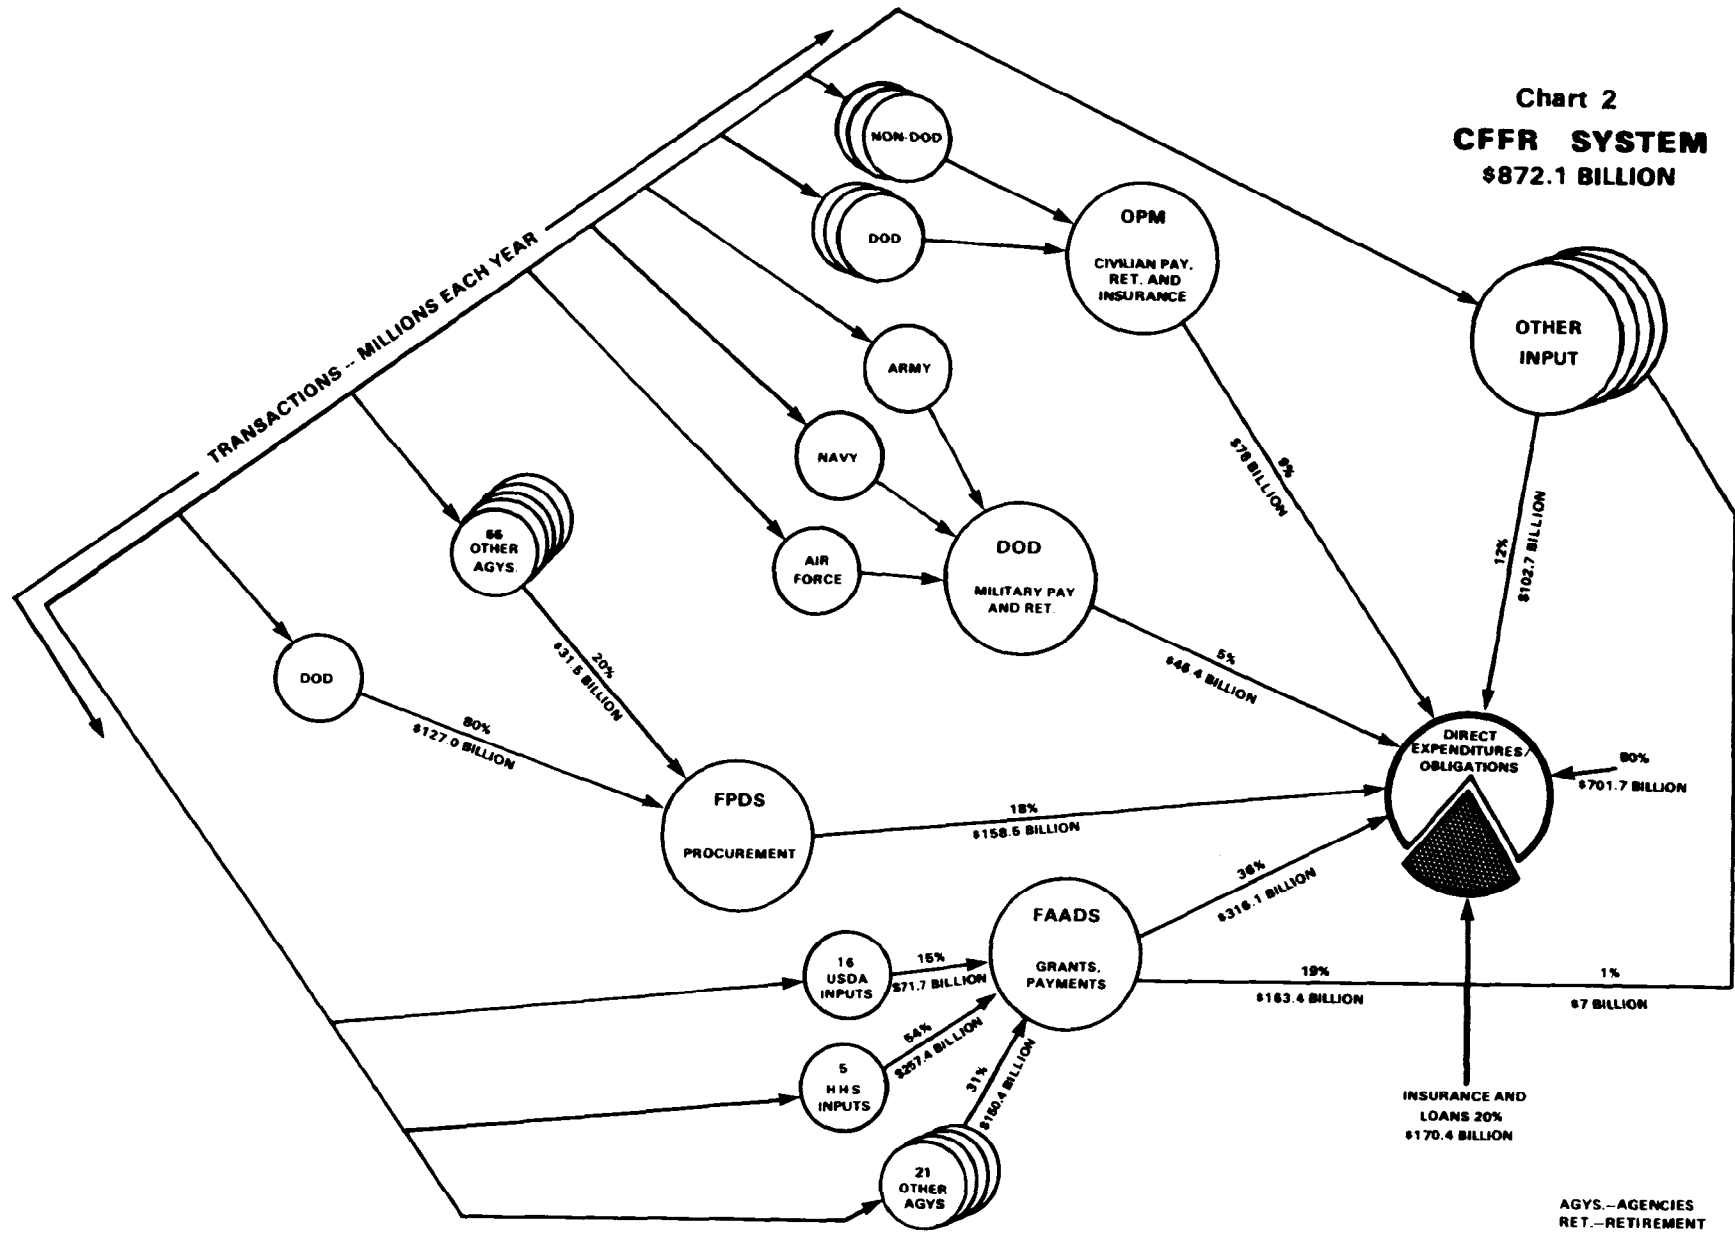 Chart 2
CFFR SYSTEM
$872.1 BILLION
TRANSACTIONS -- MILLIONS EACH YEAR
NON-DOD
DOD
OPM
CIVILIAN PAY,
RET. AND
INSURANCE
OTHER
INPUT
ARMY
NAVY
AIR
FORCE
DOD
MILITARY PAY
AND RET.
9%
$78 BILLION
12%
$102.7 BILLION
5%
BILLION
OTHER
AGYS.
20%
BILLION
DOD
80%
$127.0 BILLION
FPDS
PROCUREMENT
18%
$158.5 BILLION
DIRECT
EXPENDITURES/
OBLIGATIONS
80%
$701.7 BILLION
36%
$316.1 BILLION
FAADS
GRANTS,
PAYMENTS
16
USDA
INPUTS
15%
$71.7 BILLION
5
HHS
INPUTS
54%
$257.4 BILLION
31%
$150.4 BILLION
21
OTHER
AGYS
19%
$163.4 BILLION
1%
$7 BILLION
INSURANCE AND
LOANS 20%
$170.4 BILLION
AGYS.—AGENCIES
RET.—RETIREMENT